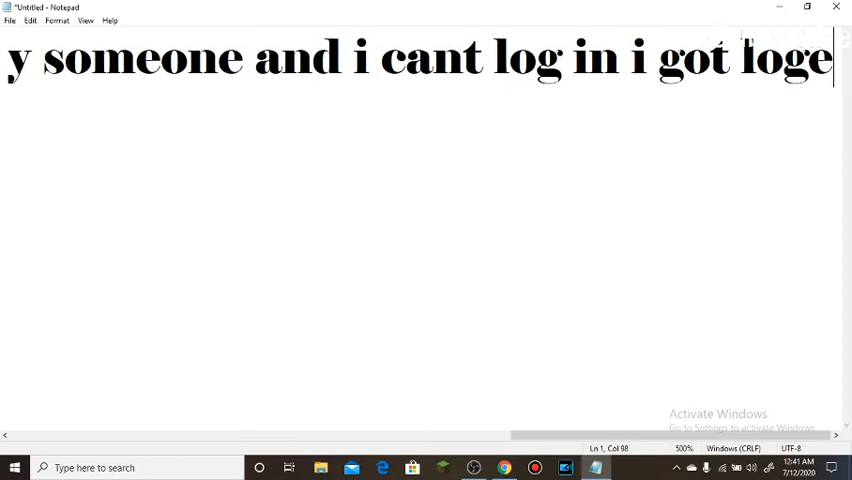 *Untitled - Notepad
File Edit Format View Help
y someone and i cant log in i got loge
Activate Windows
Go to Settings to activate Windows.
Ln 1, Col 98 500% Windows (CRLF) UTF-8
Type here to search
12:41 AM
7/12/2020